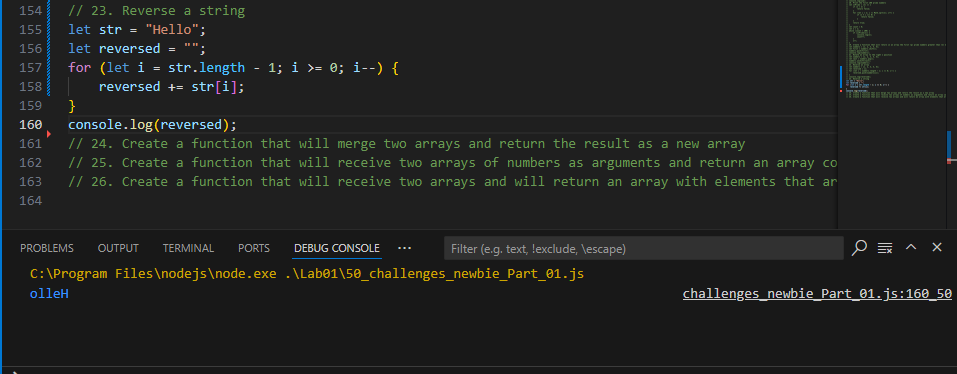 154 // 23. Reverse a string
155 let str = "Hello";
156 let reversed = "";
157 for (let i = str.length - 1; i >= 0; i--) {
158 reversed += str[i];
159 }
160 console.log(reversed);
161 // 24. Create a function that will merge two arrays and return the result as a new array
162 // 25. Create a function that will receive two arrays of numbers as arguments and return an array co
163 // 26. Create a function that will receive two arrays and will return an array with elements that ar
164
PROBLEMS OUTPUT TERMINAL PORTS DEBUG CONSOLE ··· Filter (e.g. text, !exclude, \escape)
C:\Program Files\nodejs\node.exe .\Lab01\50_challenges_newbie_Part_01.js
olleH challenges_newbie_Part_01.js:160_50